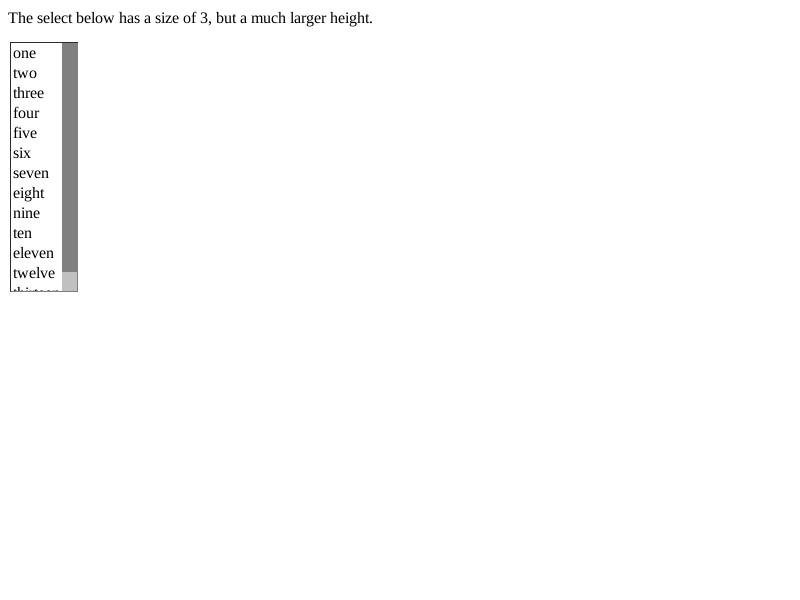 The select below has a size of 3, but a much larger height.
one
two
three
four
five
six
seven
eight
nine
ten
eleven
twelve